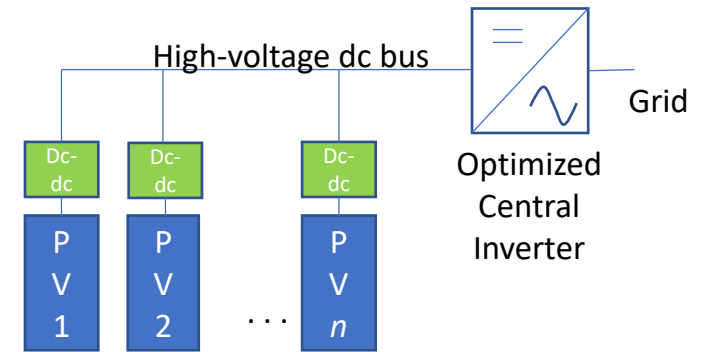 High-voltage dc bus
Grid
Dc-
dc
Dc-
dc
Dc-
dc
Optimized
Central
Inverter
P
V
1
P
V
2
. . .
P
V
n